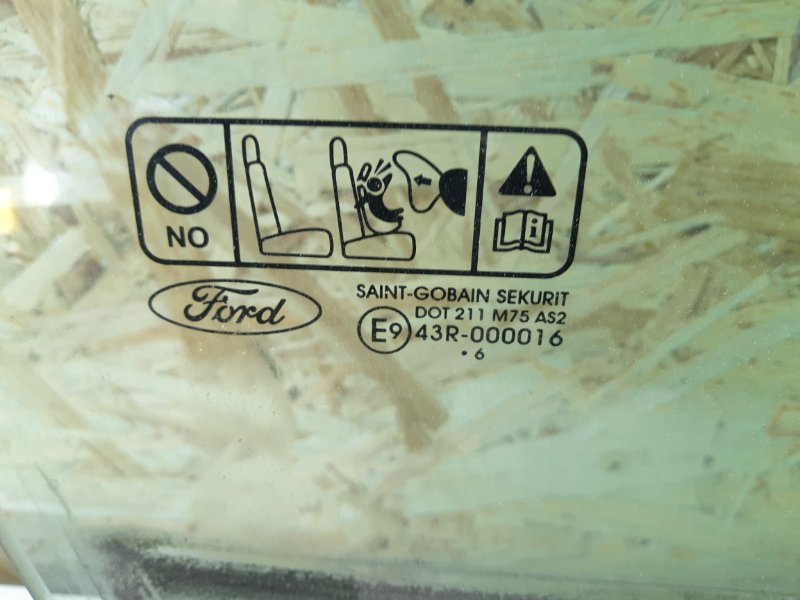 NO
Ford
SAINT-GOBAIN SEKURIT
DOT 211 M75 AS2
E9 43R-000016
• 6